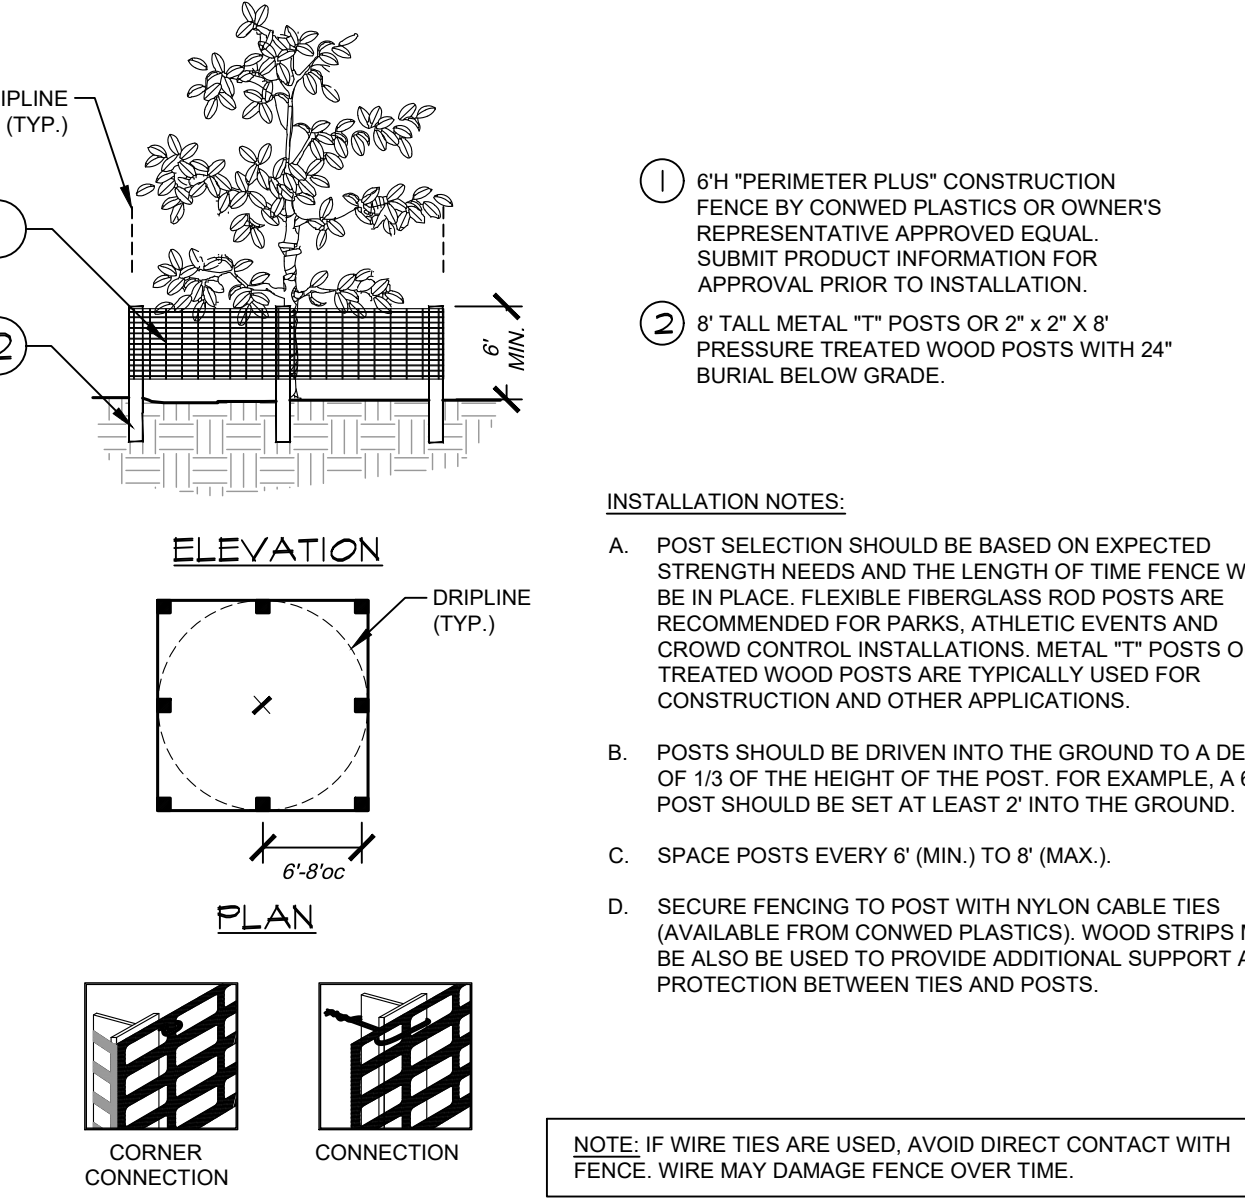 IPLINE
(TYP.)
2
6'
MIN.
ELEVATION
DRIPLINE
(TYP.)
6'-8'oc
PLAN
CORNER
CONNECTION
CONNECTION
1 6'H "PERIMETER PLUS" CONSTRUCTION
FENCE BY CONWED PLASTICS OR OWNER'S
REPRESENTATIVE APPROVED EQUAL.
SUBMIT PRODUCT INFORMATION FOR
APPROVAL PRIOR TO INSTALLATION.
2 8' TALL METAL "T" POSTS OR 2" x 2" X 8'
PRESSURE TREATED WOOD POSTS WITH 24"
BURIAL BELOW GRADE.
INSTALLATION NOTES:
A. POST SELECTION SHOULD BE BASED ON EXPECTED
STRENGTH NEEDS AND THE LENGTH OF TIME FENCE W
BE IN PLACE. FLEXIBLE FIBERGLASS ROD POSTS ARE
RECOMMENDED FOR PARKS, ATHLETIC EVENTS AND
CROWD CONTROL INSTALLATIONS. METAL "T" POSTS O
TREATED WOOD POSTS ARE TYPICALLY USED FOR
CONSTRUCTION AND OTHER APPLICATIONS.
B. POSTS SHOULD BE DRIVEN INTO THE GROUND TO A DE
OF 1/3 OF THE HEIGHT OF THE POST. FOR EXAMPLE, A 6
POST SHOULD BE SET AT LEAST 2' INTO THE GROUND.
C. SPACE POSTS EVERY 6' (MIN.) TO 8' (MAX.).
D. SECURE FENCING TO POST WITH NYLON CABLE TIES
(AVAILABLE FROM CONWED PLASTICS). WOOD STRIPS M
BE ALSO BE USED TO PROVIDE ADDITIONAL SUPPORT A
PROTECTION BETWEEN TIES AND POSTS.
NOTE: IF WIRE TIES ARE USED, AVOID DIRECT CONTACT WITH
FENCE. WIRE MAY DAMAGE FENCE OVER TIME.